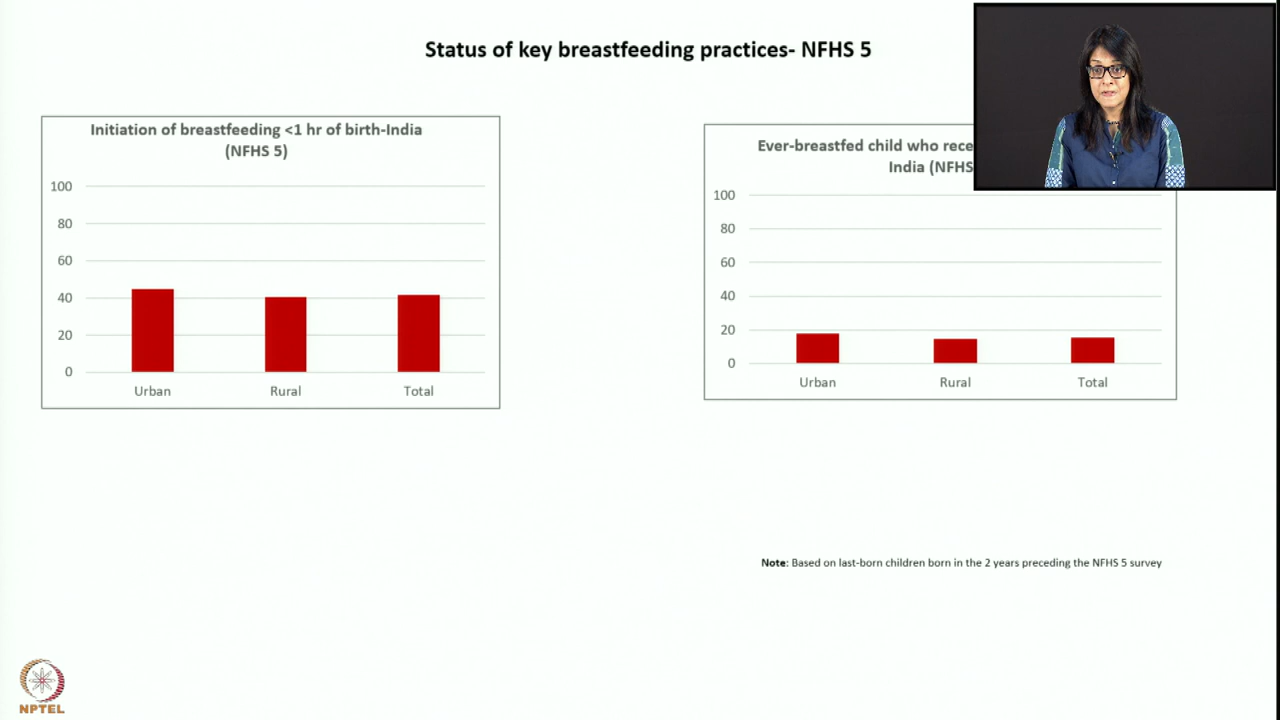 Status of key breastfeeding practices- NFHS 5
Initiation of breastfeeding <1 hr of birth-India
(NFHS 5)
100
80
60
40
20
0
Urban Rural Total
Ever-breastfed child who rece
India (NFHS
100
80
60
40
20
0
Urban Rural Total
Note: Based on last-born children born in the 2 years preceding the NFHS 5 survey
NPTEL